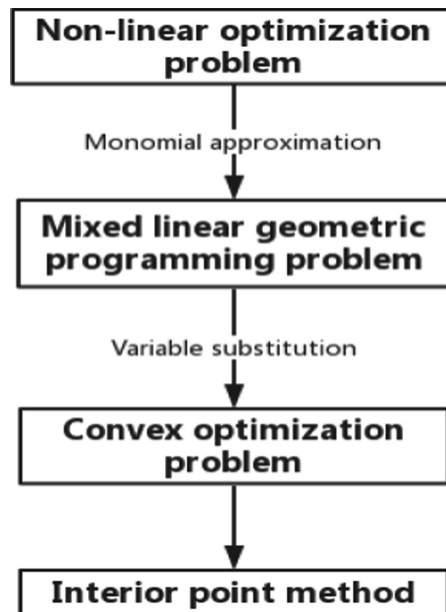 Non-linear optimization
problem
Monomial approximation
Mixed linear geometric
programming problem
Variable substitution
Convex optimization
problem
Interior point method